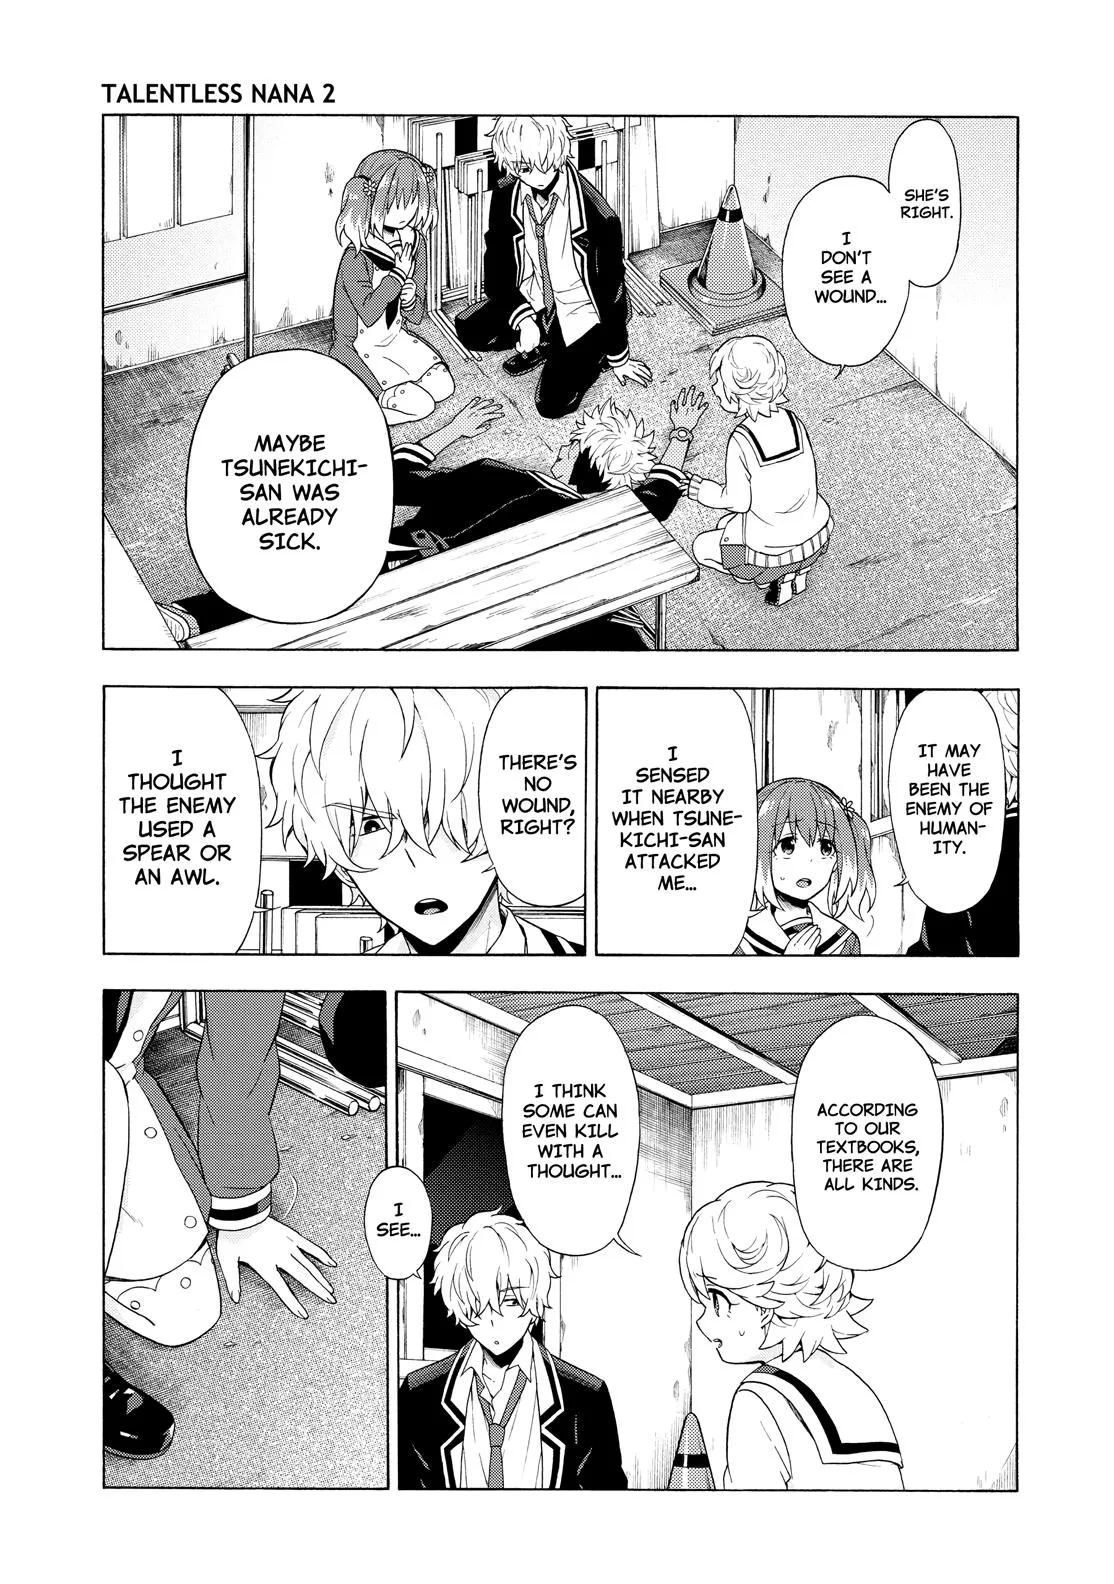 TALENTLESS NANA 2
SHE'S
RIGHT.
I
DON'T
SEE A
WOUND...
MAYBE
TSUNEKICHI-
SAN WAS
ALREADY
SICK.
IT MAY
HAVE
BEEN THE
ENEMY OF
HUMAN-
ITY.
I
SENSED
IT NEARBY
WHEN TSUNE-
KICHI-SAN
ATTACKED
ME...
THERE'S
NO
WOUND,
RIGHT?
I
THOUGHT
THE ENEMY
USED A
SPEAR OR
AN AWL.
ACCORDING
TO OUR
TEXTBOOKS,
THERE ARE
ALL KINDS.
I THINK
SOME CAN
EVEN KILL
WITH A
THOUGHT...
I
SEE...